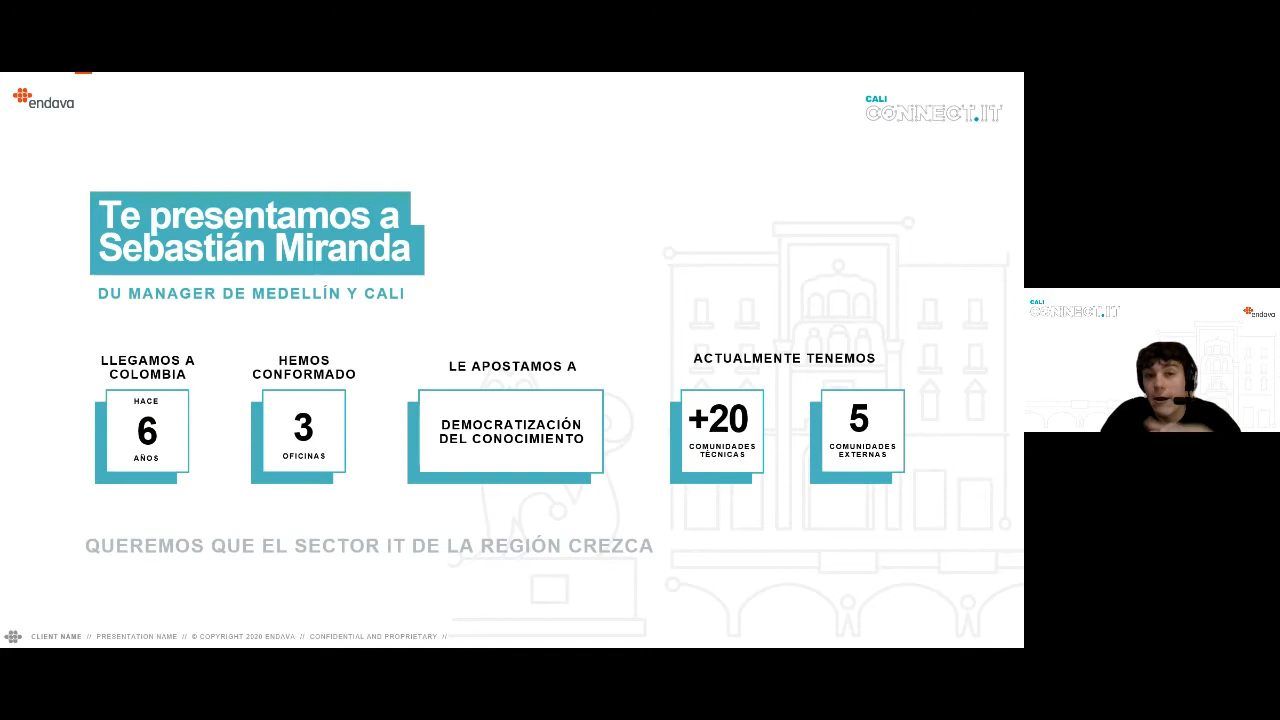 endava
CALI
CONNECT.IT
Te presentamos a
Sebastián Miranda
DU MANAGER DE MEDELLÍN Y CALI
LLEGAMOS A
COLOMBIA
HACE
6
AÑOS
HEMOS
CONFORMADO
3
OFICINAS
LE APOSTAMOS A
DEMOCRATIZACIÓN
DEL CONOCIMIENTO
ACTUALMENTE TENEMOS
+20
COMUNIDADES
TÉCNICAS
5
COMUNIDADES
EXTERNAS
QUEREMOS QUE EL SECTOR IT DE LA REGIÓN CREZCA
CLIENT NAME // PRESENTATION NAME // © COPYRIGHT 2020 ENDAVA // CONFIDENTIAL AND PROPRIETARY //
CALI
CONNECT.IT
endava